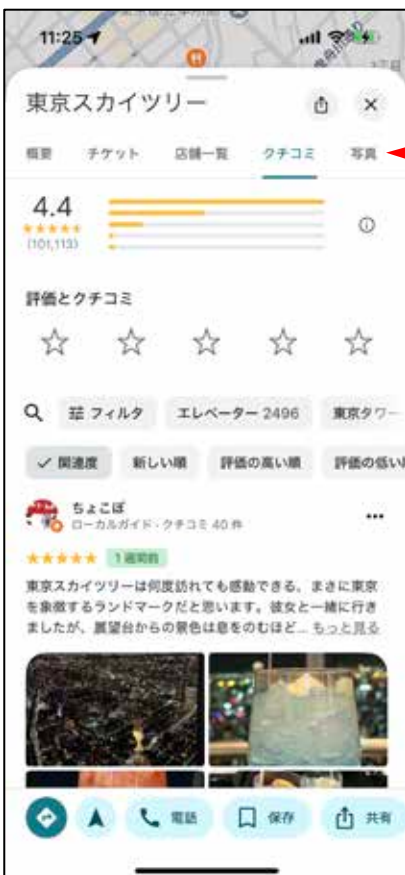 11:25
東京スカイツリー
概要 チケット 店舗一覧 クチコミ 写真
4.4
(101,113)
評価とクチコミ
フィルタ エレベーター 2496 東京タワー
関連度 新しい順 評価の高い順 評価の低い順
ちょこぼ
ローカルガイド・クチコミ 40 件
1 週間前
東京スカイツリーは何度訪れても感動できる、まさに東京
を象徴するランドマークだと思います。彼女と一緒に行き
ましたが、展望台からの景色は息をのむほど... もっと見る
電話 保存 共有